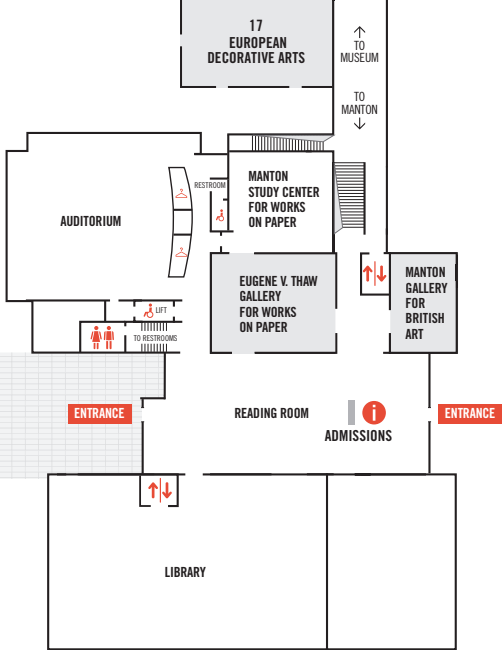 17
EUROPEAN
DECORATIVE ARTS
TO
MUSEUM
TO
MANTON
RESTROOM
MANTON
STUDY CENTER
FOR WORKS
ON PAPER
AUDITORIUM
EUGENE V. THAW
GALLERY
FOR WORKS
ON PAPER
MANTON
GALLERY
FOR
BRITISH
ART
LIFT
TO RESTROOMS
ENTRANCE
READING ROOM
i
ADMISSIONS
ENTRANCE
LIBRARY